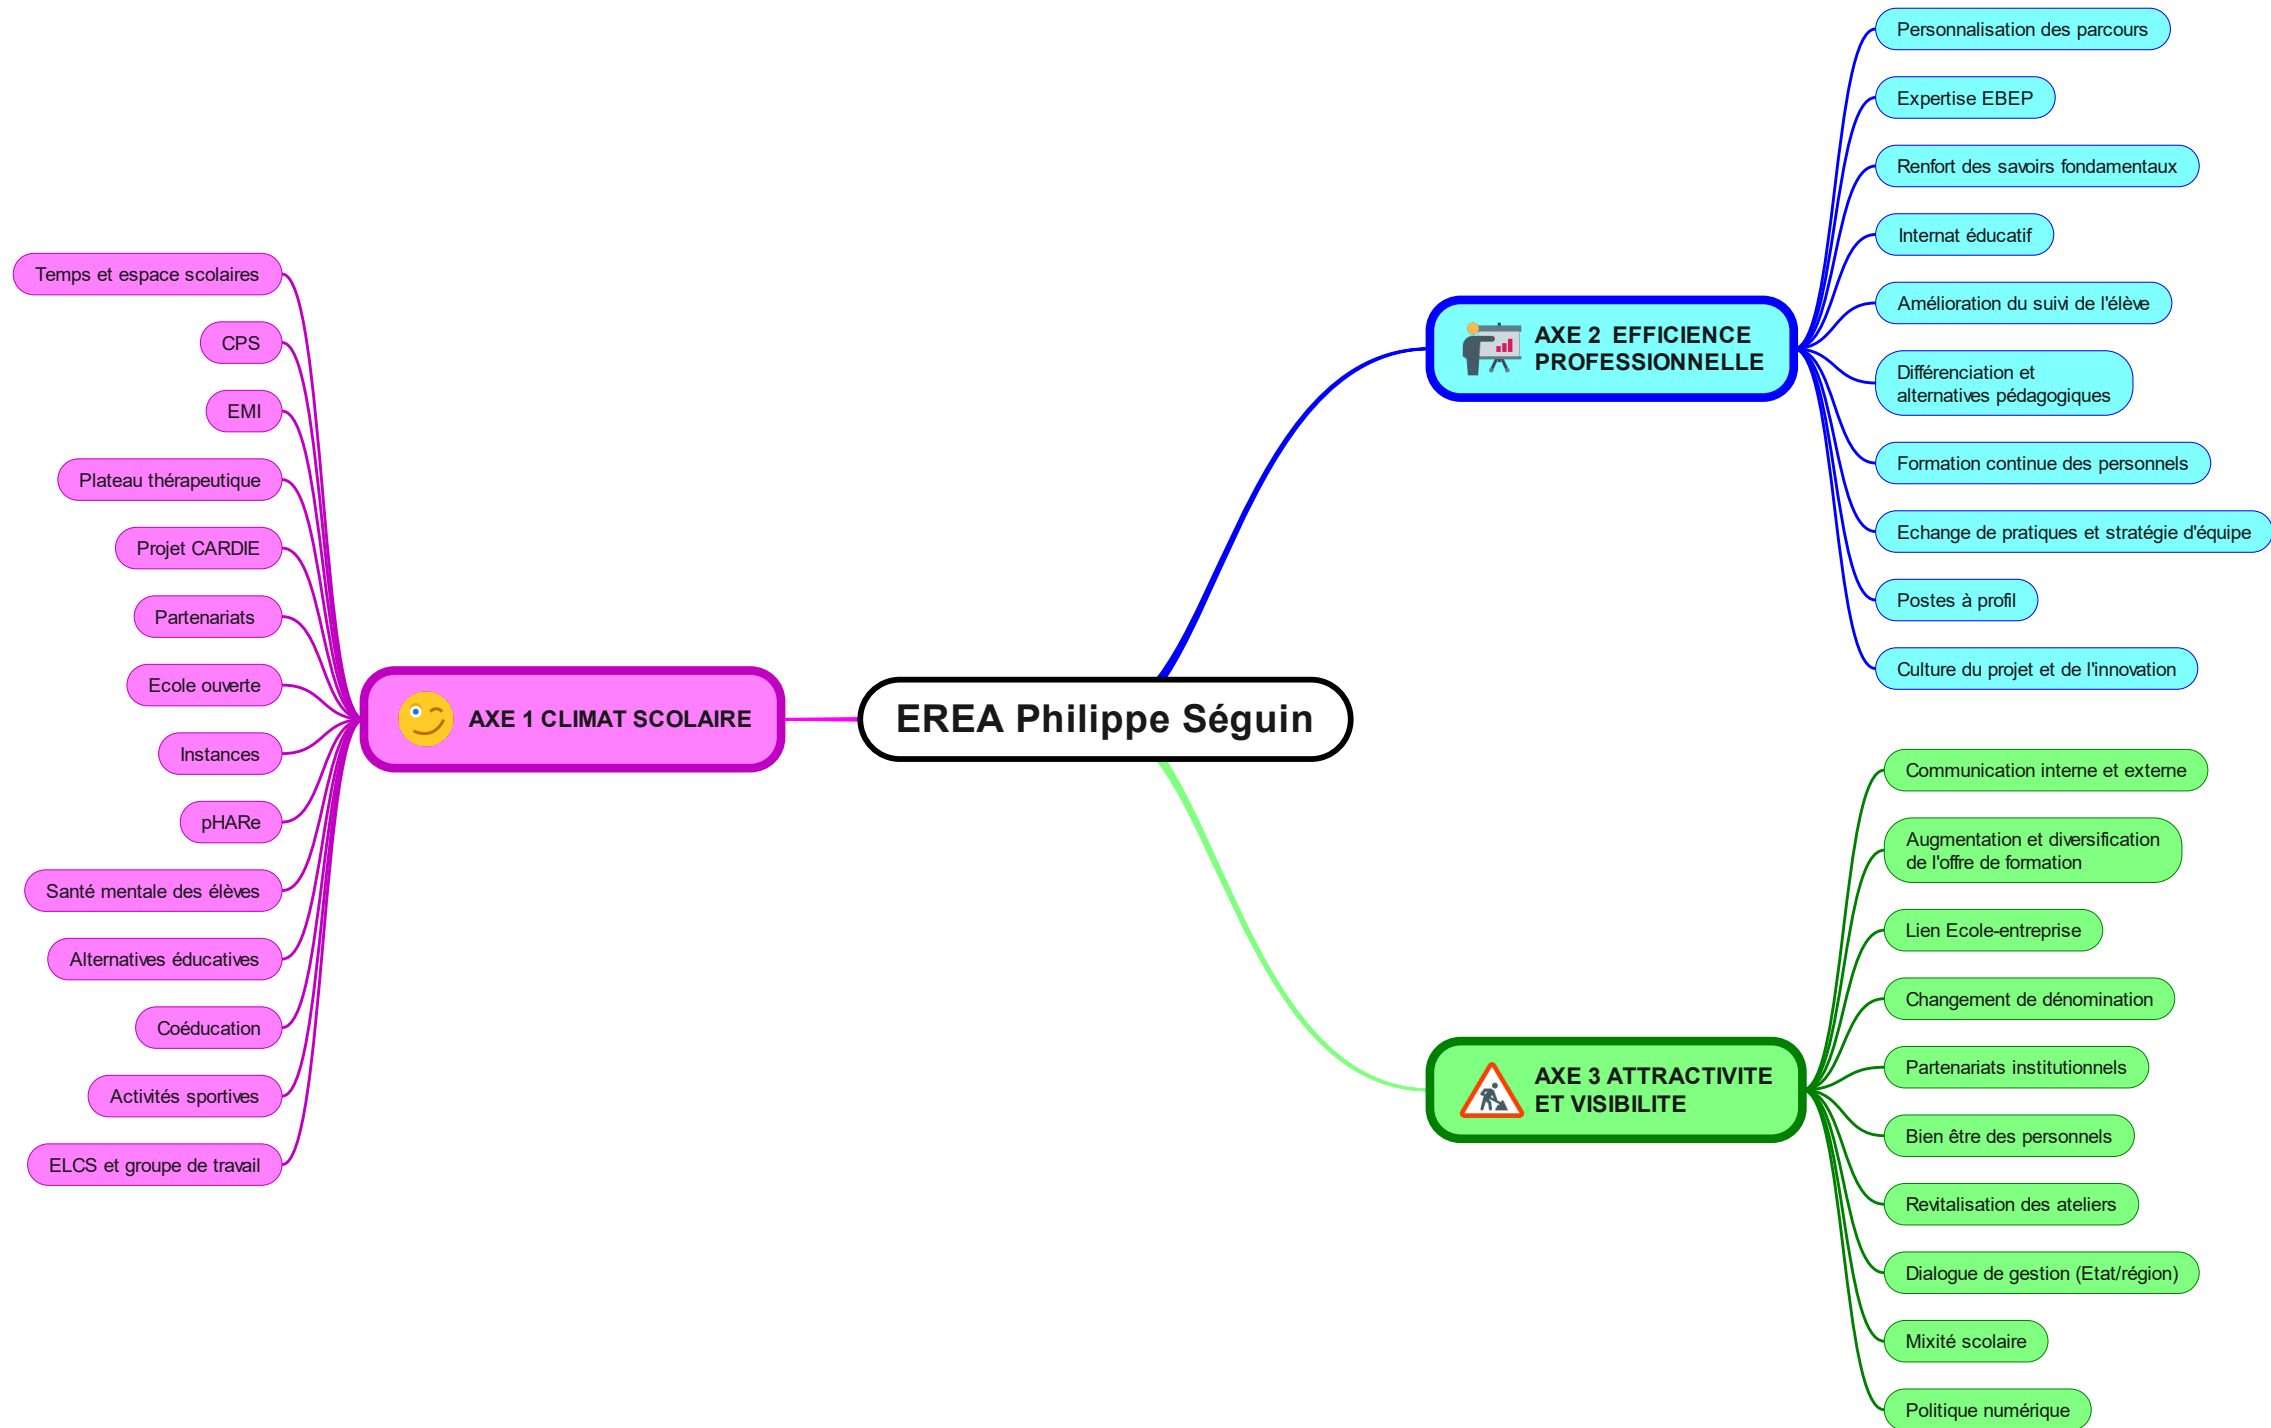 EREA Philippe Séguin
AXE 1 CLIMAT SCOLAIRE
Temps et espace scolaires
CPS
EMI
Plateau thérapeutique
Projet CARDIE
Partenariats
Ecole ouverte
Instances
pHARe
Santé mentale des élèves
Alternatives éducatives
Coéducation
Activités sportives
ELCS et groupe de travail
AXE 2 EFFICIENCE
PROFESSIONNELLE
Personnalisation des parcours
Expertise EBEP
Renfort des savoirs fondamentaux
Internat éducatif
Amélioration du suivi de l'élève
Différenciation et
alternatives pédagogiques
Formation continue des personnels
Echange de pratiques et stratégie d'équipe
Postes à profil
Culture du projet et de l'innovation
AXE 3 ATTRACTIVITE
ET VISIBILITE
Communication interne et externe
Augmentation et diversification
de l'offre de formation
Lien Ecole-entreprise
Changement de dénomination
Partenariats institutionnels
Bien être des personnels
Revitalisation des ateliers
Dialogue de gestion (Etat/région)
Mixité scolaire
Politique numérique